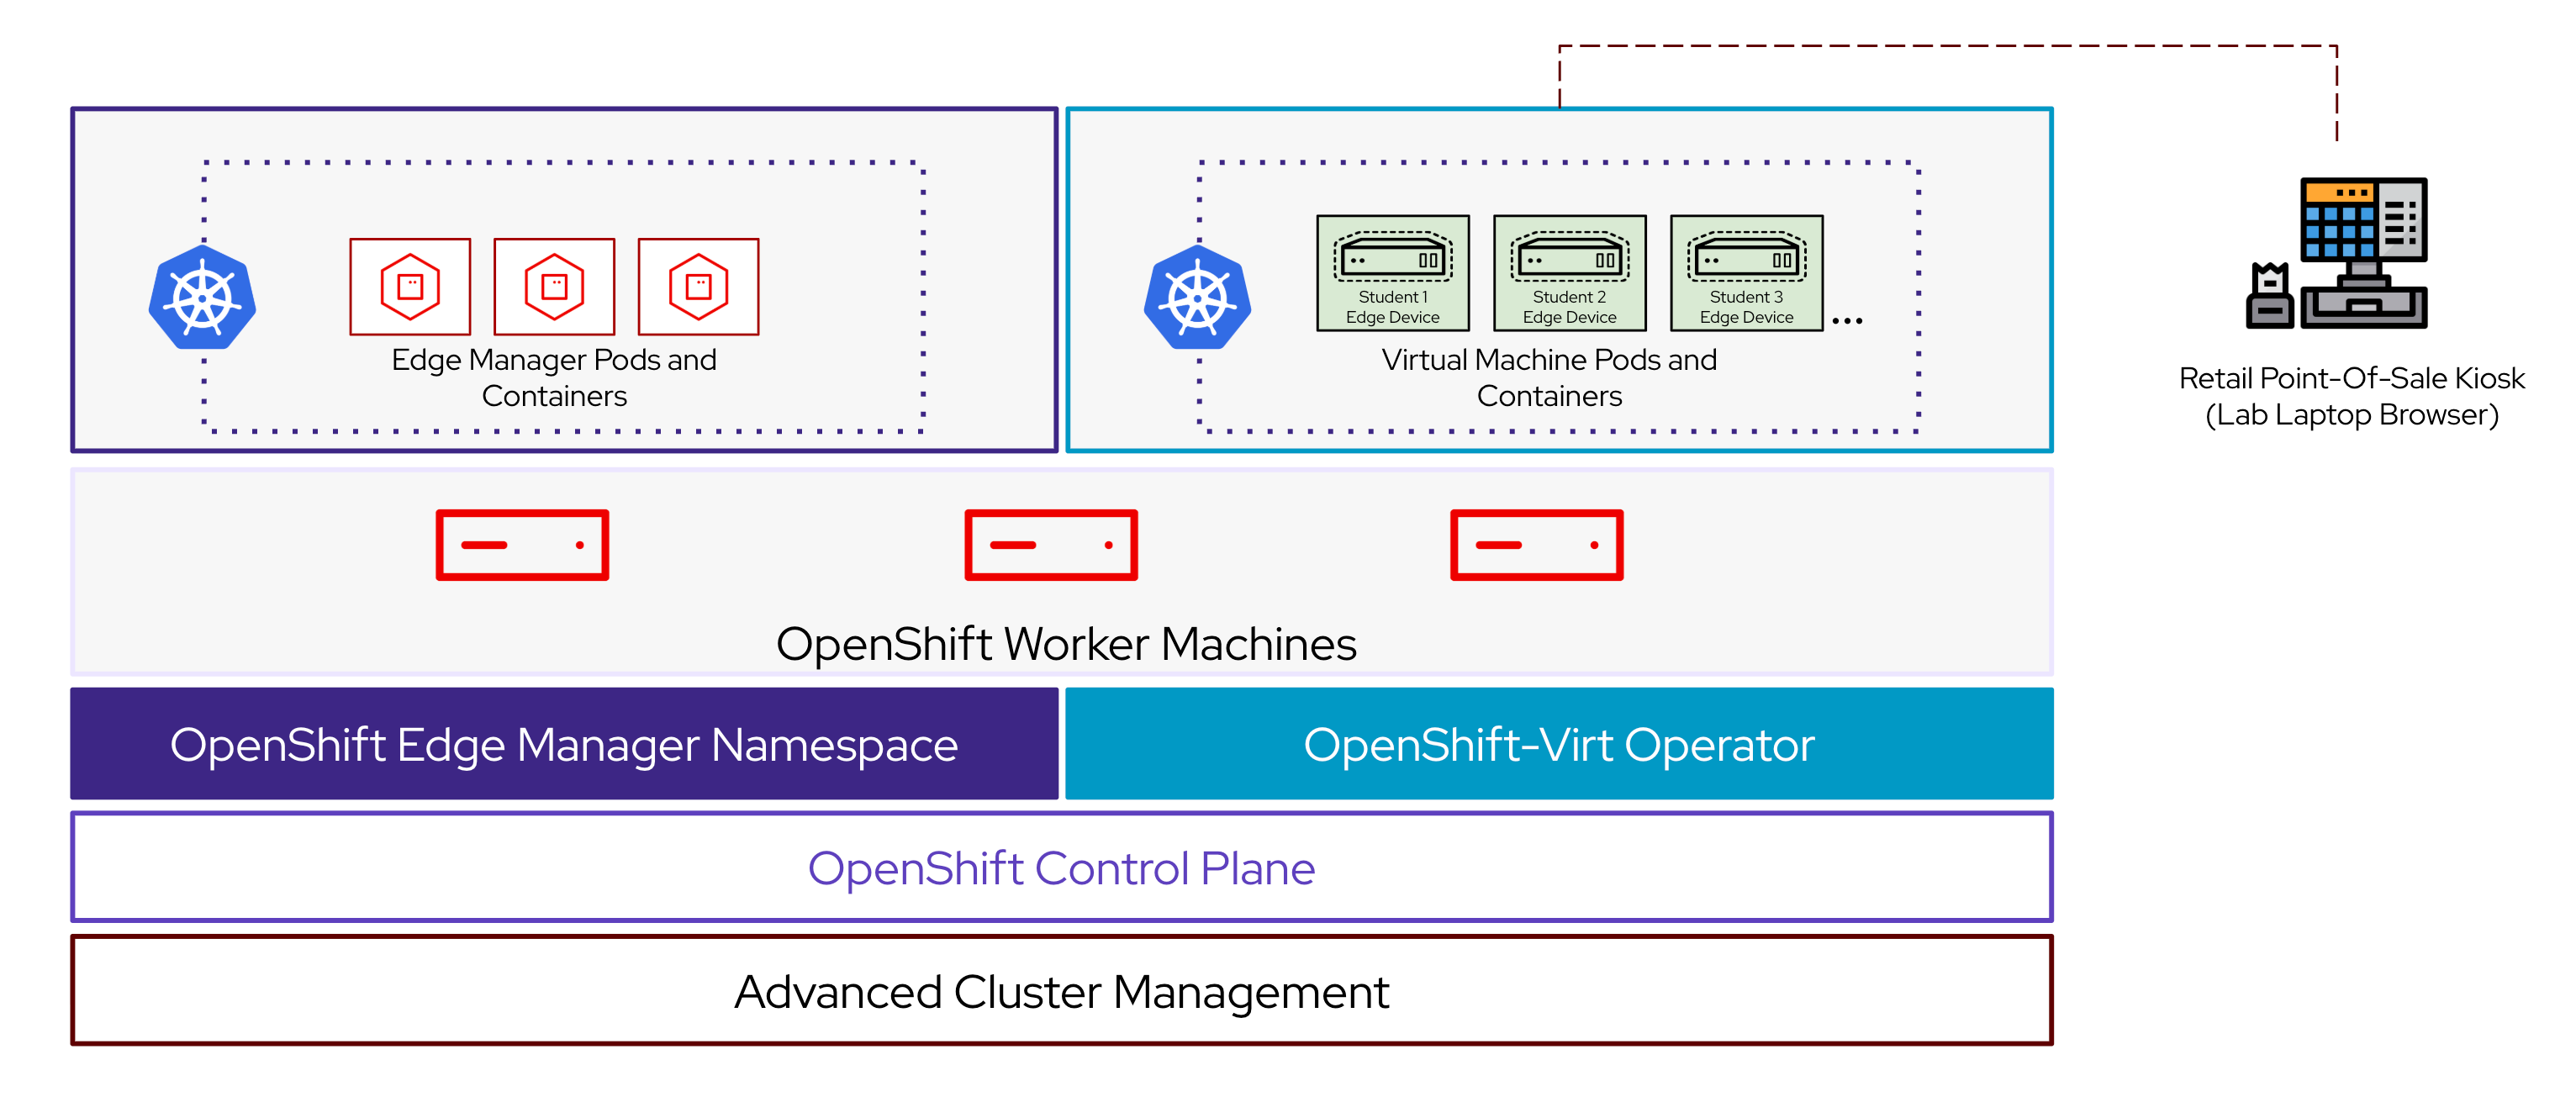 Edge Manager Pods and
Containers
Student 1
Edge Device
Student 2
Edge Device
Student 3
Edge Device
...
Virtual Machine Pods and
Containers
Retail Point-Of-Sale Kiosk
(Lab Laptop Browser)
OpenShift Worker Machines
OpenShift Edge Manager Namespace
OpenShift-Virt Operator
OpenShift Control Plane
Advanced Cluster Management